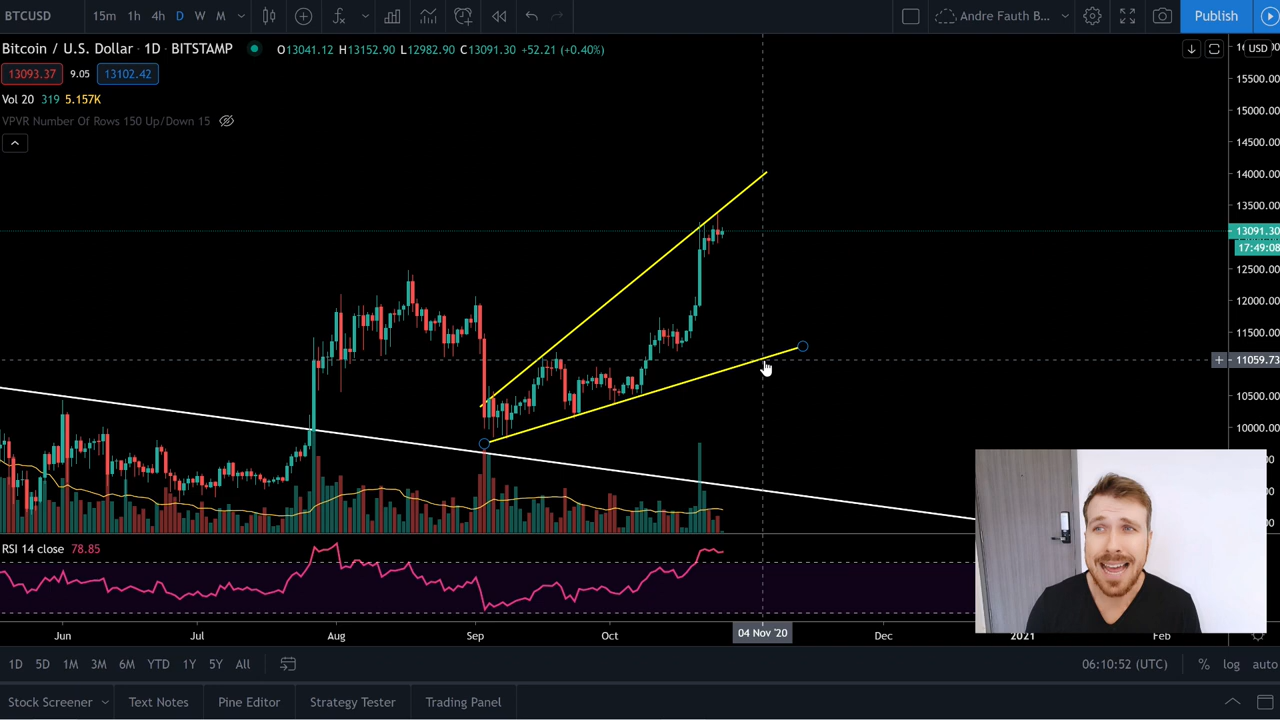 BTCUSD 15m 1h 4h D W M Andre Fauth B... Publish
Bitcoin / U.S. Dollar · 1D · BITSTAMP O13041.12 H13152.90 L12982.90 C13091.30 +52.21 (+0.40%)
USD
13093.37 9.05 13102.42
Vol 20 319 5.157K
VPVR Number Of Rows 150 Up/Down 15
15500.00
15000.00
14500.00
14000.00
13500.00
13091.30
17:49:08
12500.00
12000.00
11500.00
11059.73
10500.00
10000.00
RSI 14 close 78.85
Jun Jul Aug Sep Oct 04 Nov '20 Dec 2021 Feb
1D 5D 1M 3M 6M YTD 1Y 5Y All 06:10:52 (UTC) % log auto
Stock Screener Text Notes Pine Editor Strategy Tester Trading Panel